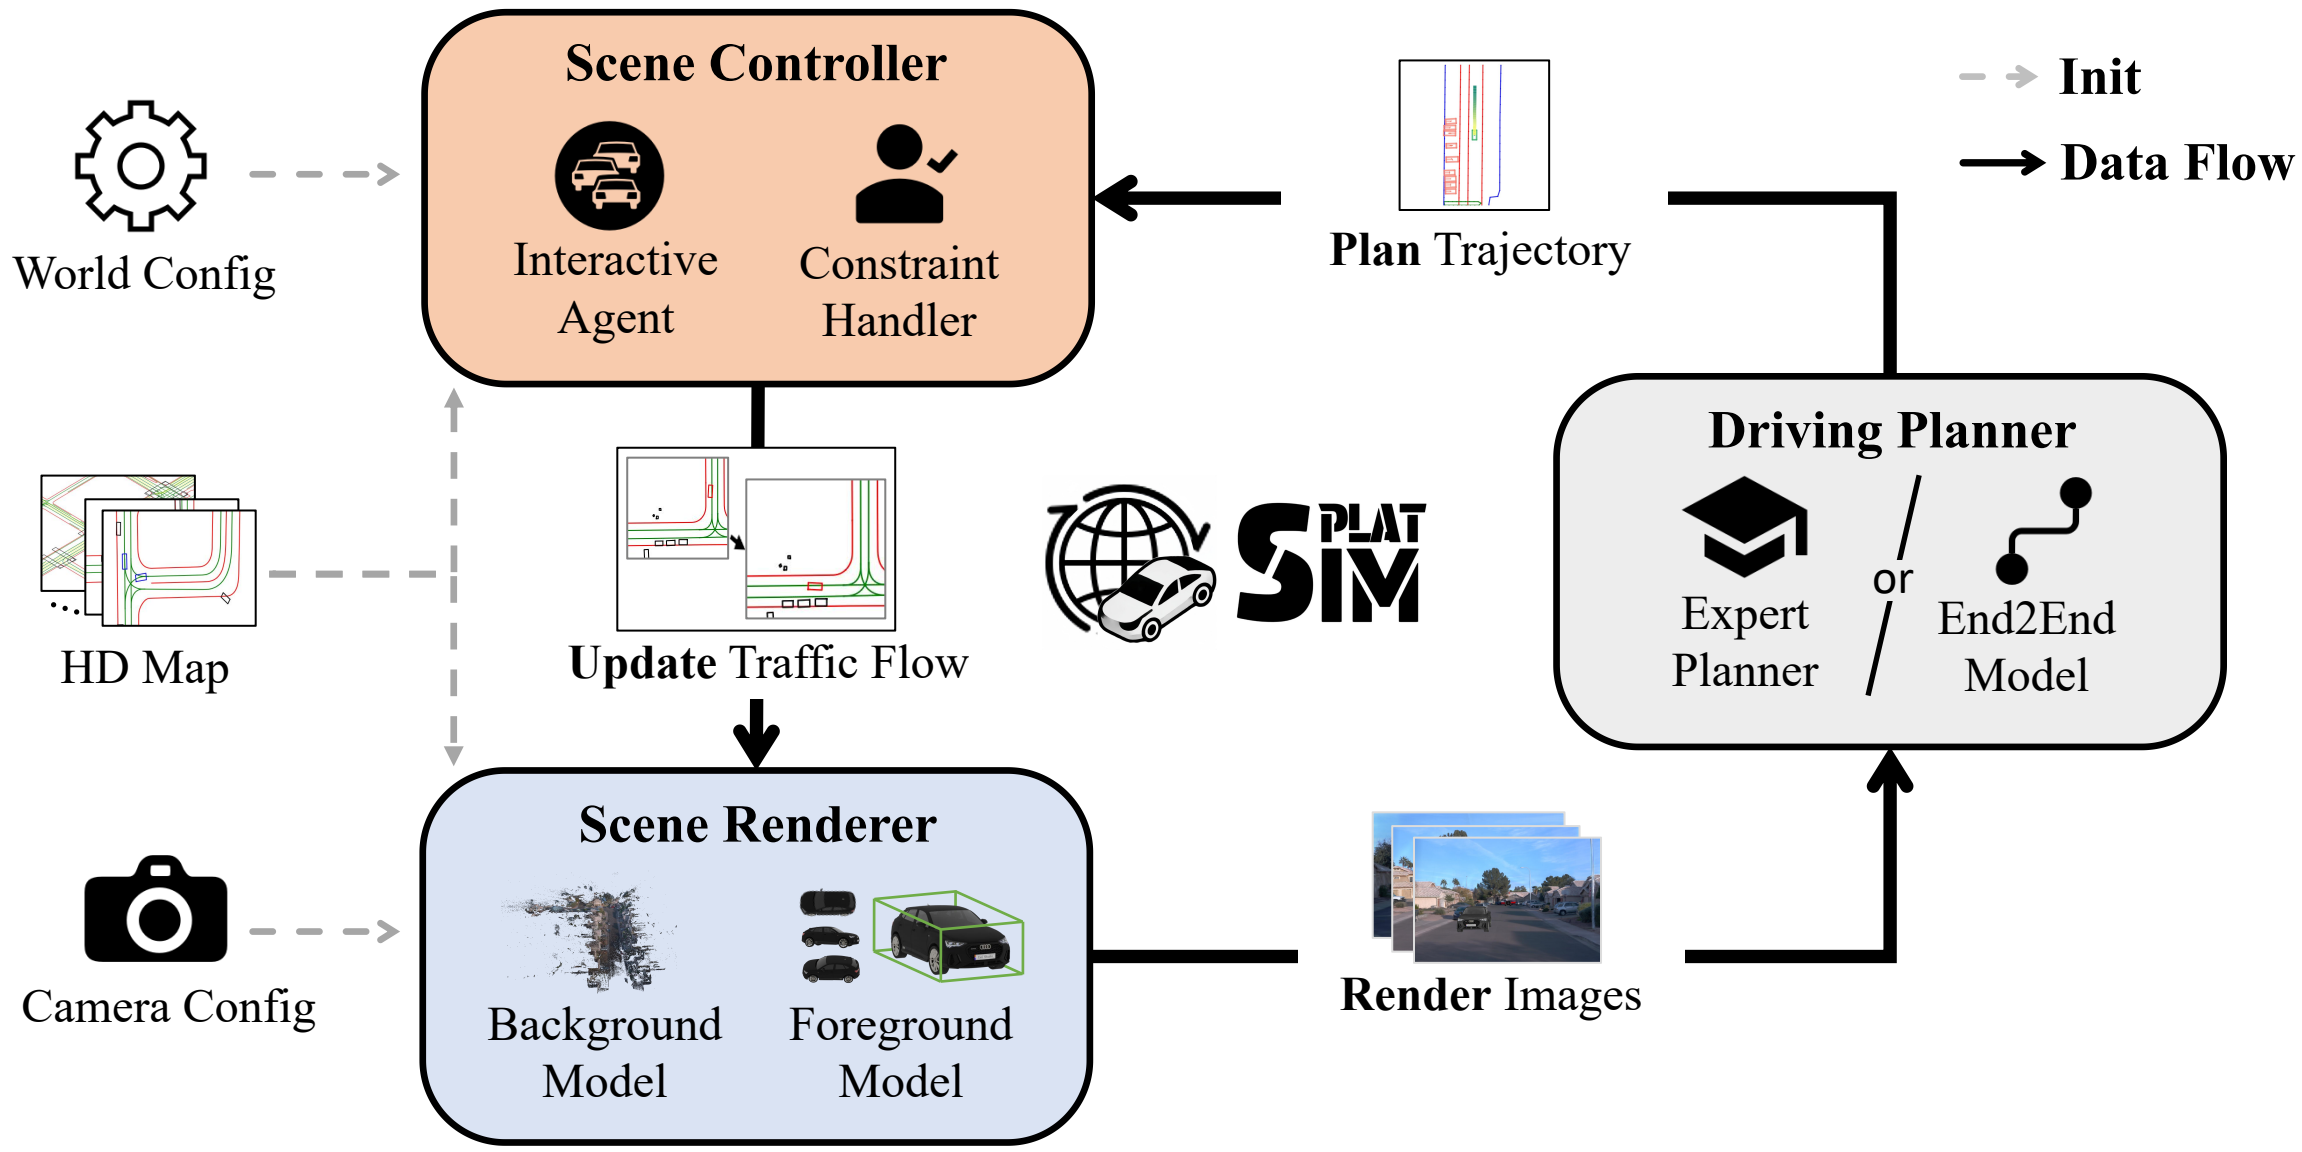 Scene Controller
Interactive
Agent
Constraint
Handler
World Config
Plan Trajectory
Init
Data Flow
HD Map
Update Traffic Flow
SPLAT
SIM
Driving Planner
Expert
Planner
or
End2End
Model
Camera Config
Scene Renderer
Background
Model
Foreground
Model
Render Images